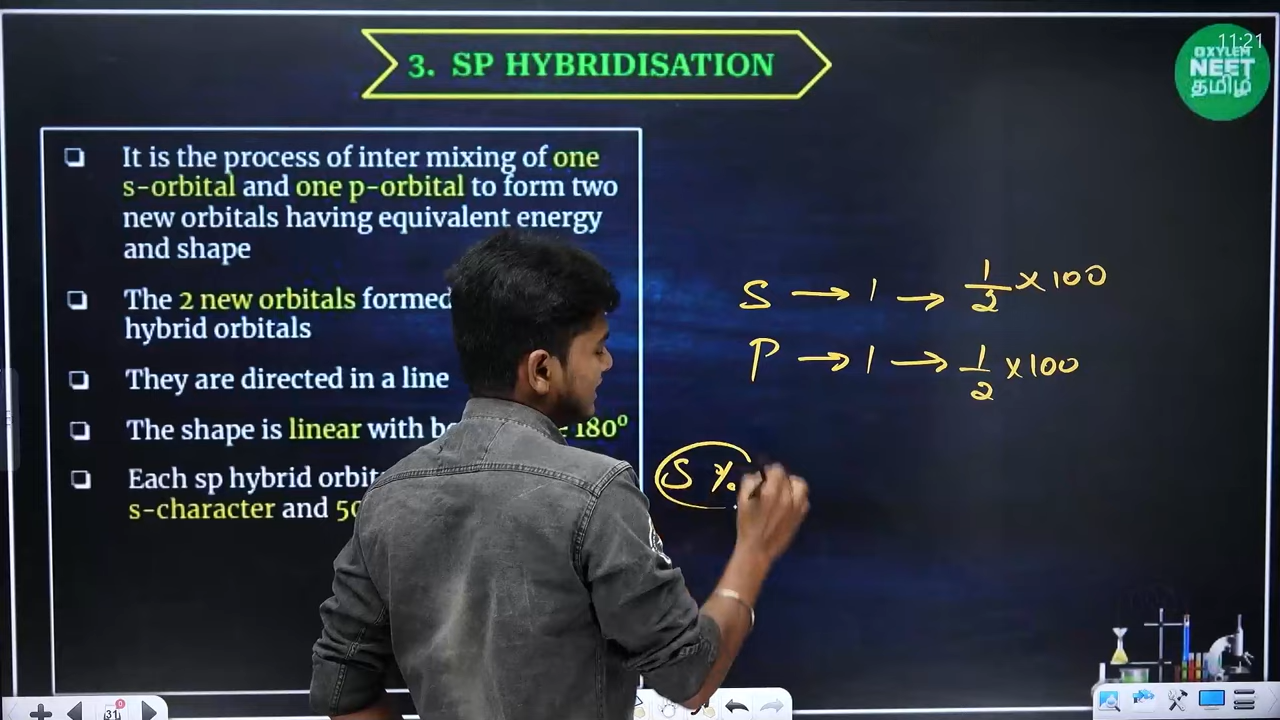 3. SP HYBRIDISATION
11:21
OXYLEM
NEET
தமிழ்
❑ It is the process of inter mixing of one
s-orbital and one p-orbital to form two
new orbitals having equivalent energy
and shape
❑ The 2 new orbitals formed
hybrid orbitals
❑ They are directed in a line
❑ The shape is linear with 180⁰
❑ Each sp hybrid
s-character and
S → 1 → 1/2 × 100
P → 1 → 1/2 × 100
S %
31